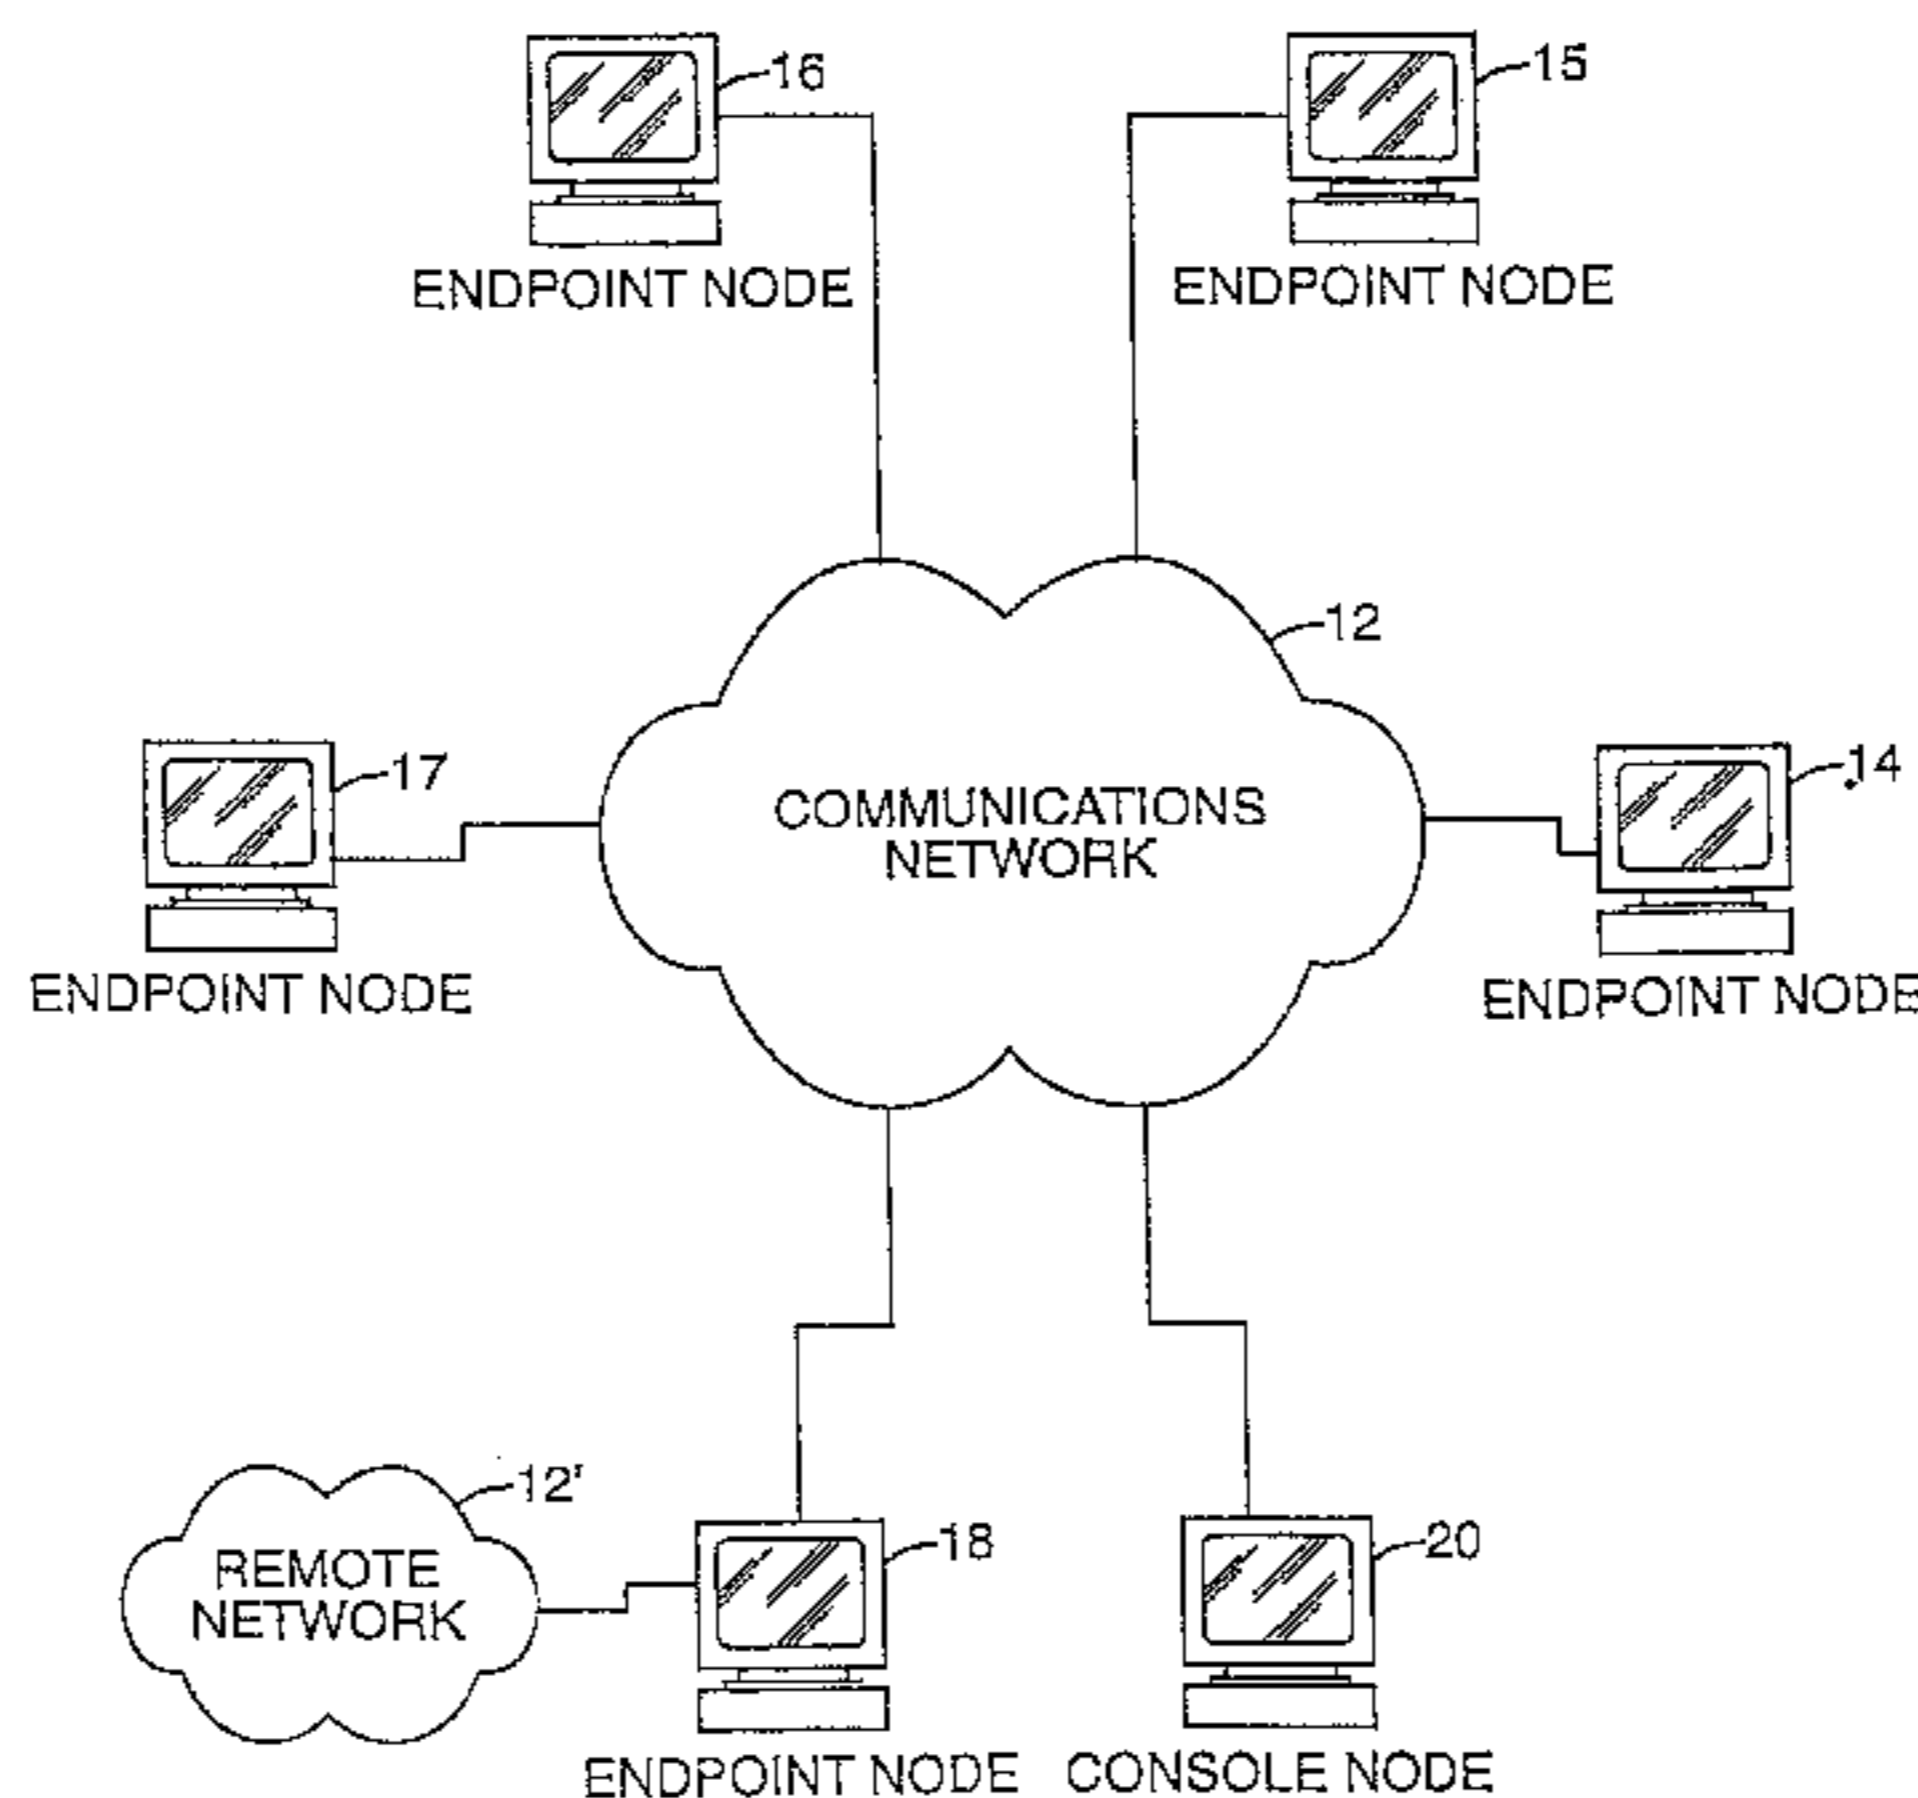 16
15
ENDPOINT NODE
ENDPOINT NODE
12
17
COMMUNICATIONS
NETWORK
14
ENDPOINT NODE
ENDPOINT NODE
12'
REMOTE
NETWORK
18
20
ENDPOINT NODE
CONSOLE NODE